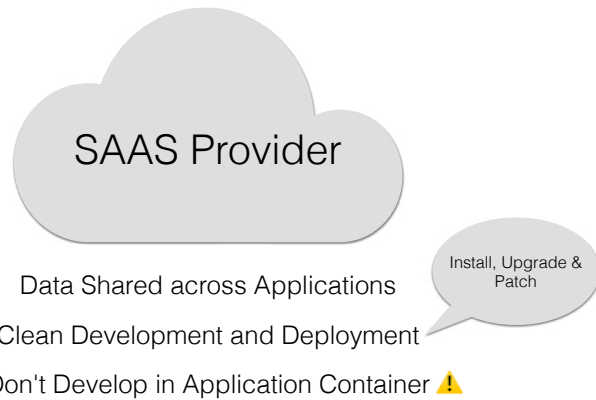 SAAS Provider
Install, Upgrade &
Patch
Data Shared across Applications
Clean Development and Deployment
Don't Develop in Application Container ⚠️